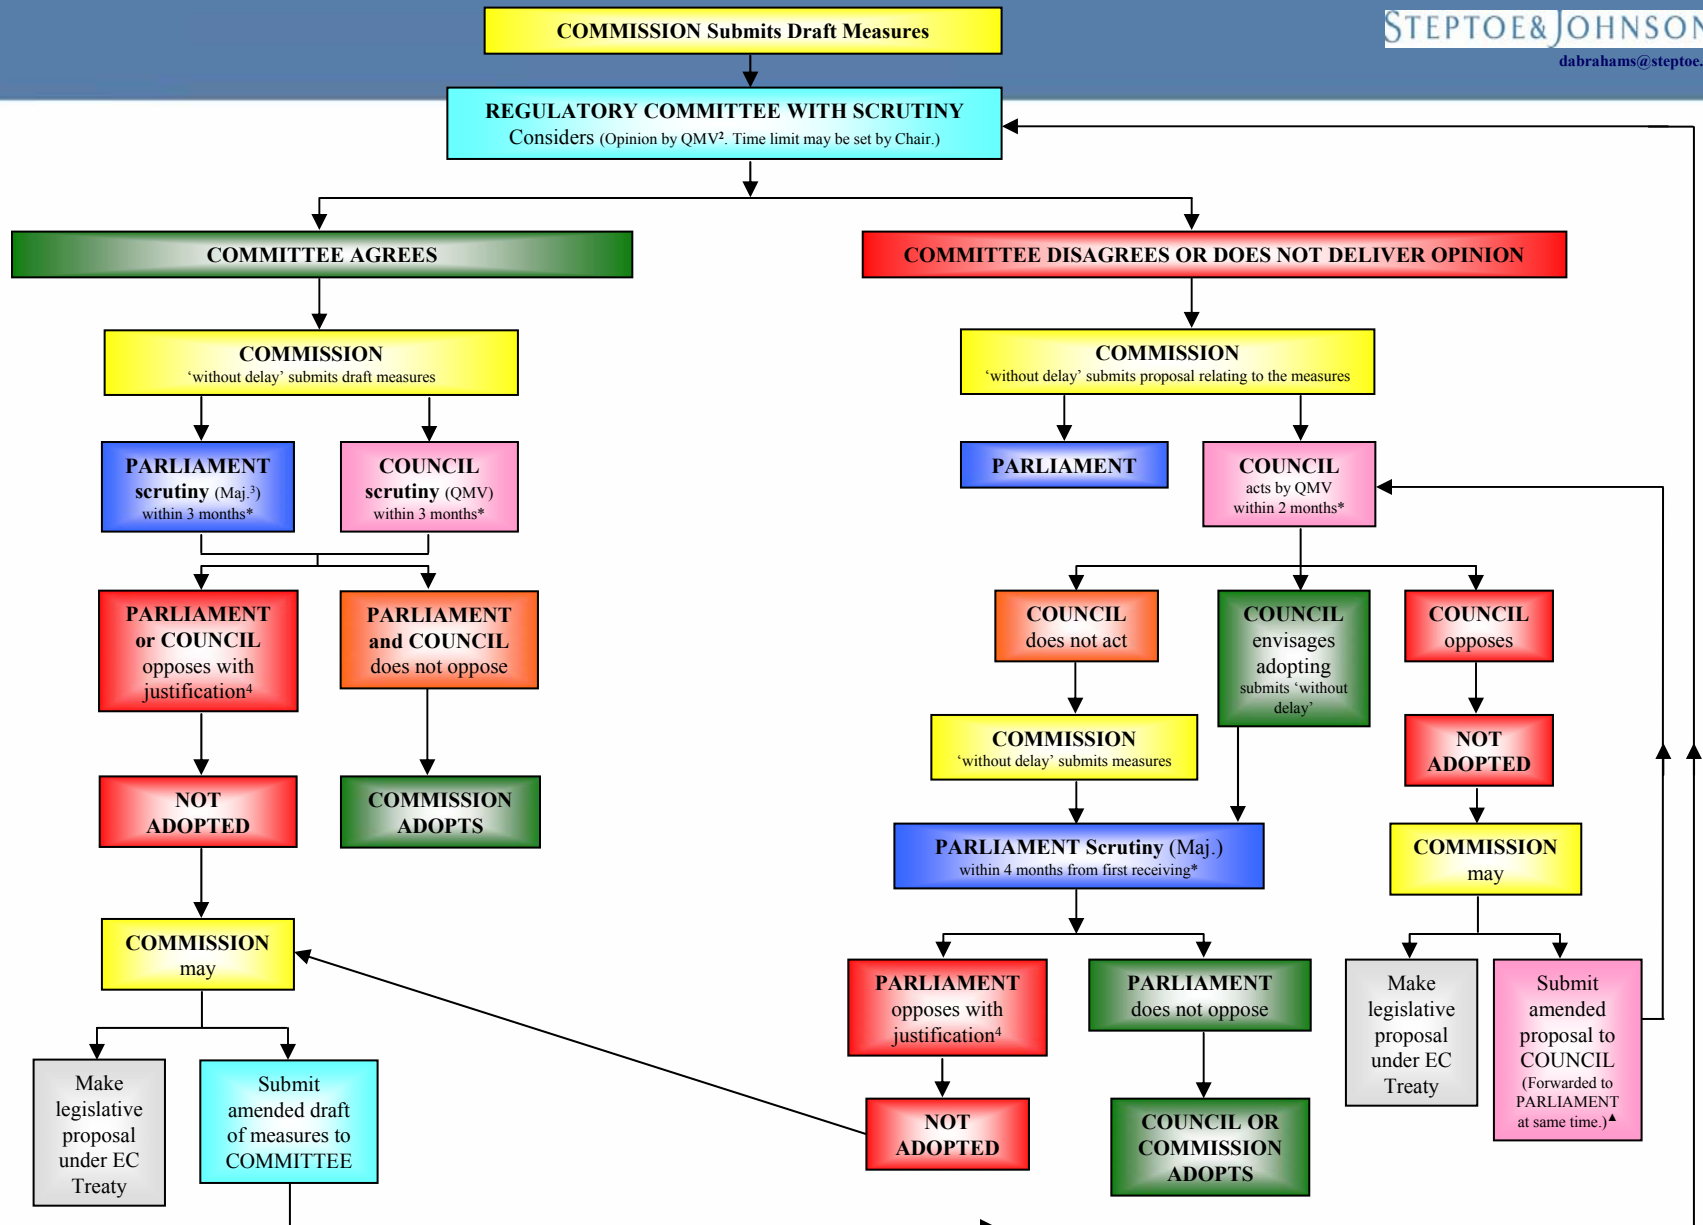 COMMISSION Submits Draft Measures
STEPTOE & JOHNSON
dabrahams@steptoe.
REGULATORY COMMITTEE WITH SCRUTINY
Considers (Opinion by QMV². Time limit may be set by Chair.)
COMMITTEE AGREES
COMMITTEE DISAGREES OR DOES NOT DELIVER OPINION
COMMISSION
‘without delay’ submits draft measures
COMMISSION
‘without delay’ submits proposal relating to the measures
PARLIAMENT
scrutiny (Maj.³)
within 3 months*
COUNCIL
scrutiny (QMV)
within 3 months*
PARLIAMENT
COUNCIL
acts by QMV
within 2 months*
PARLIAMENT
or COUNCIL
opposes with
justification⁴
PARLIAMENT
and COUNCIL
does not oppose
COUNCIL
does not act
COUNCIL
envisages
adopting
submits ‘without
delay’
COUNCIL
opposes
COMMISSION
‘without delay’ submits measures
NOT
ADOPTED
NOT
ADOPTED
COMMISSION
ADOPTS
PARLIAMENT Scrutiny (Maj.)
within 4 months from first receiving*
COMMISSION
may
COMMISSION
may
PARLIAMENT
opposes with
justification⁴
PARLIAMENT
does not oppose
Make
legislative
proposal
under EC
Treaty
Submit
amended
proposal to
COUNCIL
(Forwarded to
PARLIAMENT
at same time.)▲
Make
legislative
proposal
under EC
Treaty
Submit
amended draft
of measures to
COMMITTEE
NOT
ADOPTED
COUNCIL OR
COMMISSION
ADOPTS